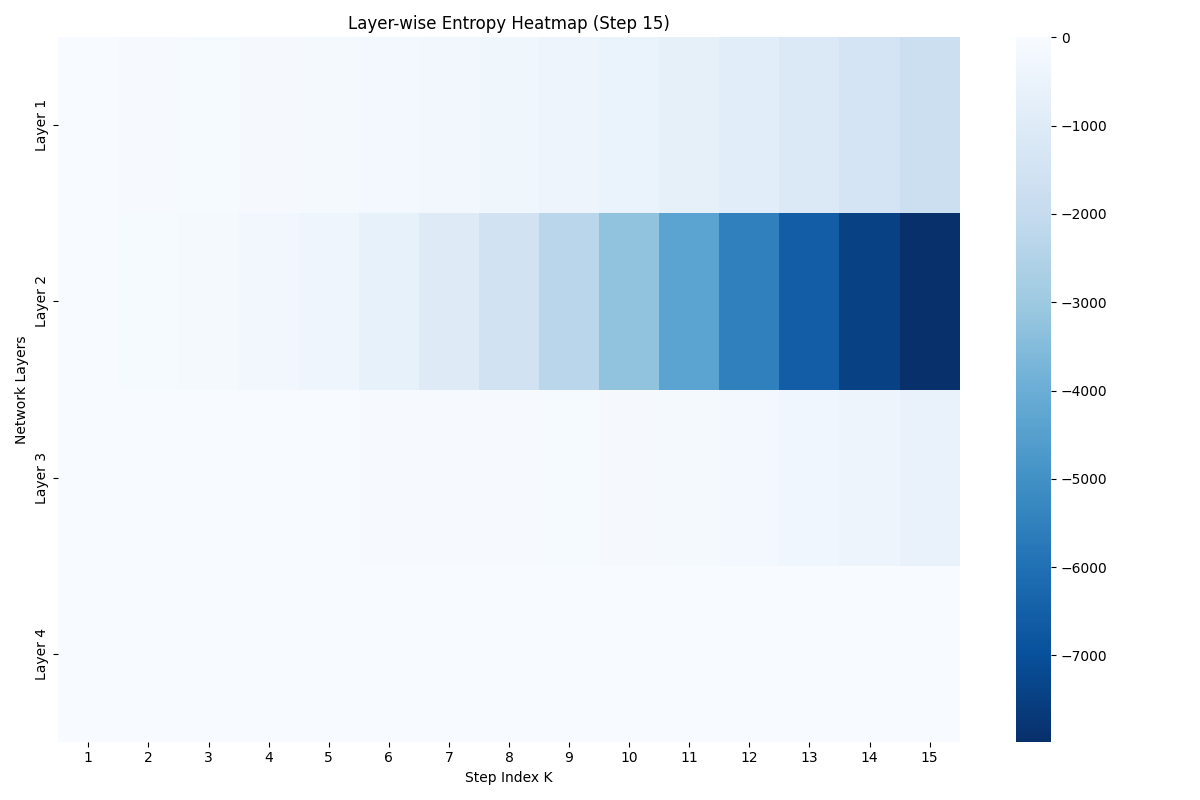 Layer-wise Entropy Heatmap (Step 15)
Network Layers
Layer 1
Layer 2
Layer 3
Layer 4
1 2 3 4 5 6 7 8 9 10 11 12 13 14 15
Step Index K
0
−1000
−2000
−3000
−4000
−5000
−6000
−7000